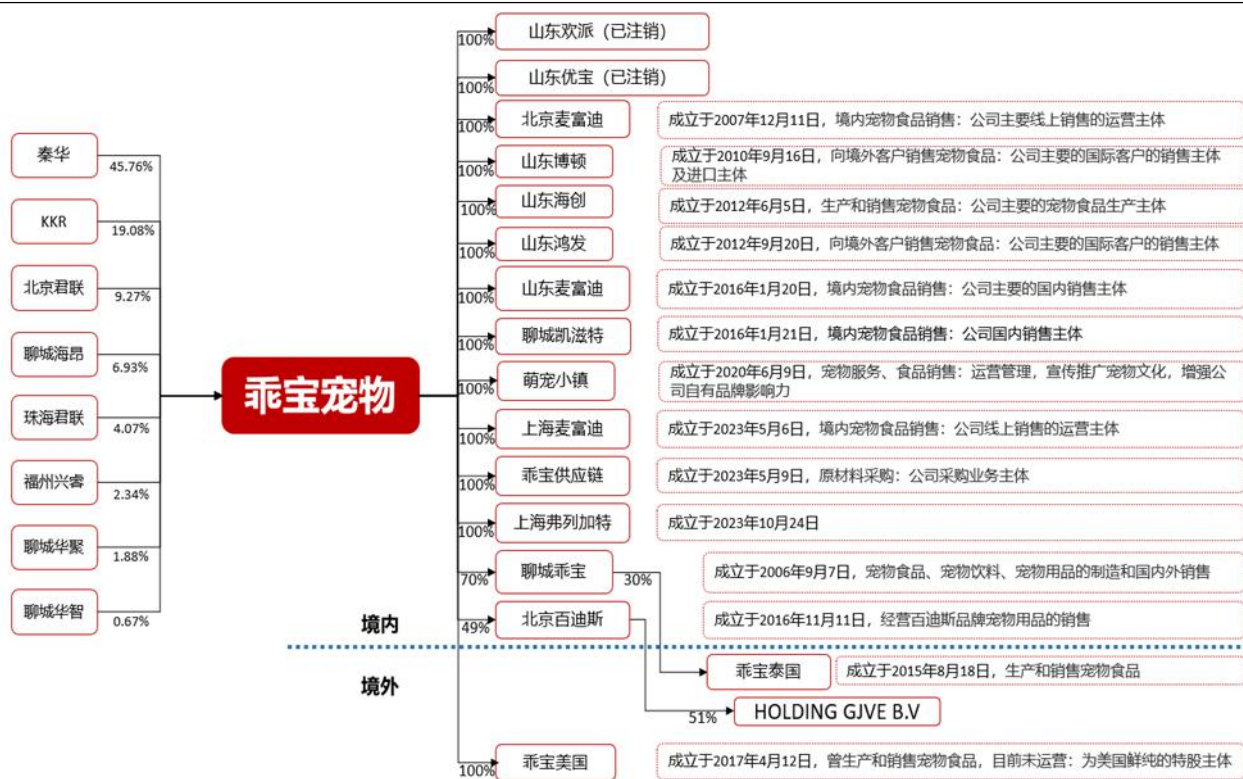 秦华
45.76%
KKR
19.08%
北京君联
9.27%
聊城海昂
6.93%
珠海君联
4.07%
福州兴睿
2.34%
聊城华聚
1.88%
聊城华智
0.67%
乖宝宠物
100%
山东欢派（已注销）
100%
山东优宝（已注销）
100%
北京麦富迪
成立于2007年12月11日，境内宠物食品销售：公司主要线上销售的运营主体
100%
山东博顿
成立于2010年9月16日，向境外客户销售宠物食品：公司主要的国际客户的销售主体
及进口主体
100%
山东海创
成立于2012年6月5日，生产和销售宠物食品：公司主要的宠物食品生产主体
100%
山东鸿发
成立于2012年9月20日，向境外客户销售宠物食品：公司主要的国际客户的销售主体
100%
山东麦富迪
成立于2016年1月20日，境内宠物食品销售：公司主要的国内销售主体
100%
聊城凯滋特
成立于2016年1月21日，境内宠物食品销售：公司国内销售主体
100%
萌宠小镇
成立于2020年6月9日，宠物服务、食品销售：运营管理，宣传推广宠物文化，增强公
司自有品牌影响力
100%
上海麦富迪
成立于2023年5月6日，境内宠物食品销售：公司线上销售的运营主体
100%
乖宝供应链
成立于2023年5月9日，原材料采购：公司采购业务主体
100%
上海弗列加特
成立于2023年10月24日
70%
聊城乖宝
30%
成立于2006年9月7日，宠物食品、宠物饮料、宠物用品的制造和国内外销售
49%
北京百迪斯
成立于2016年11月11日，经营百迪斯品牌宠物用品的销售
境内
境外
乖宝泰国
成立于2015年8月18日，生产和销售宠物食品
51%
HOLDING GJVE B.V
100%
乖宝美国
成立于2017年4月12日，曾生产和销售宠物食品，目前未运营：为美国鲜纯的特股主体